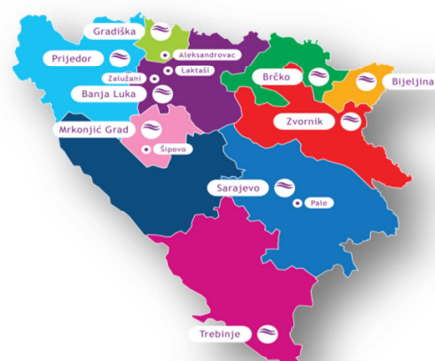 Gradiška
Aleksandrovac
Prijedor
Laktaši
Zalužani
Brčko
Bijeljina
Banja Luka
Zvornik
Mrkonjić Grad
Šipovo
Sarajevo
Pale
Trebinje